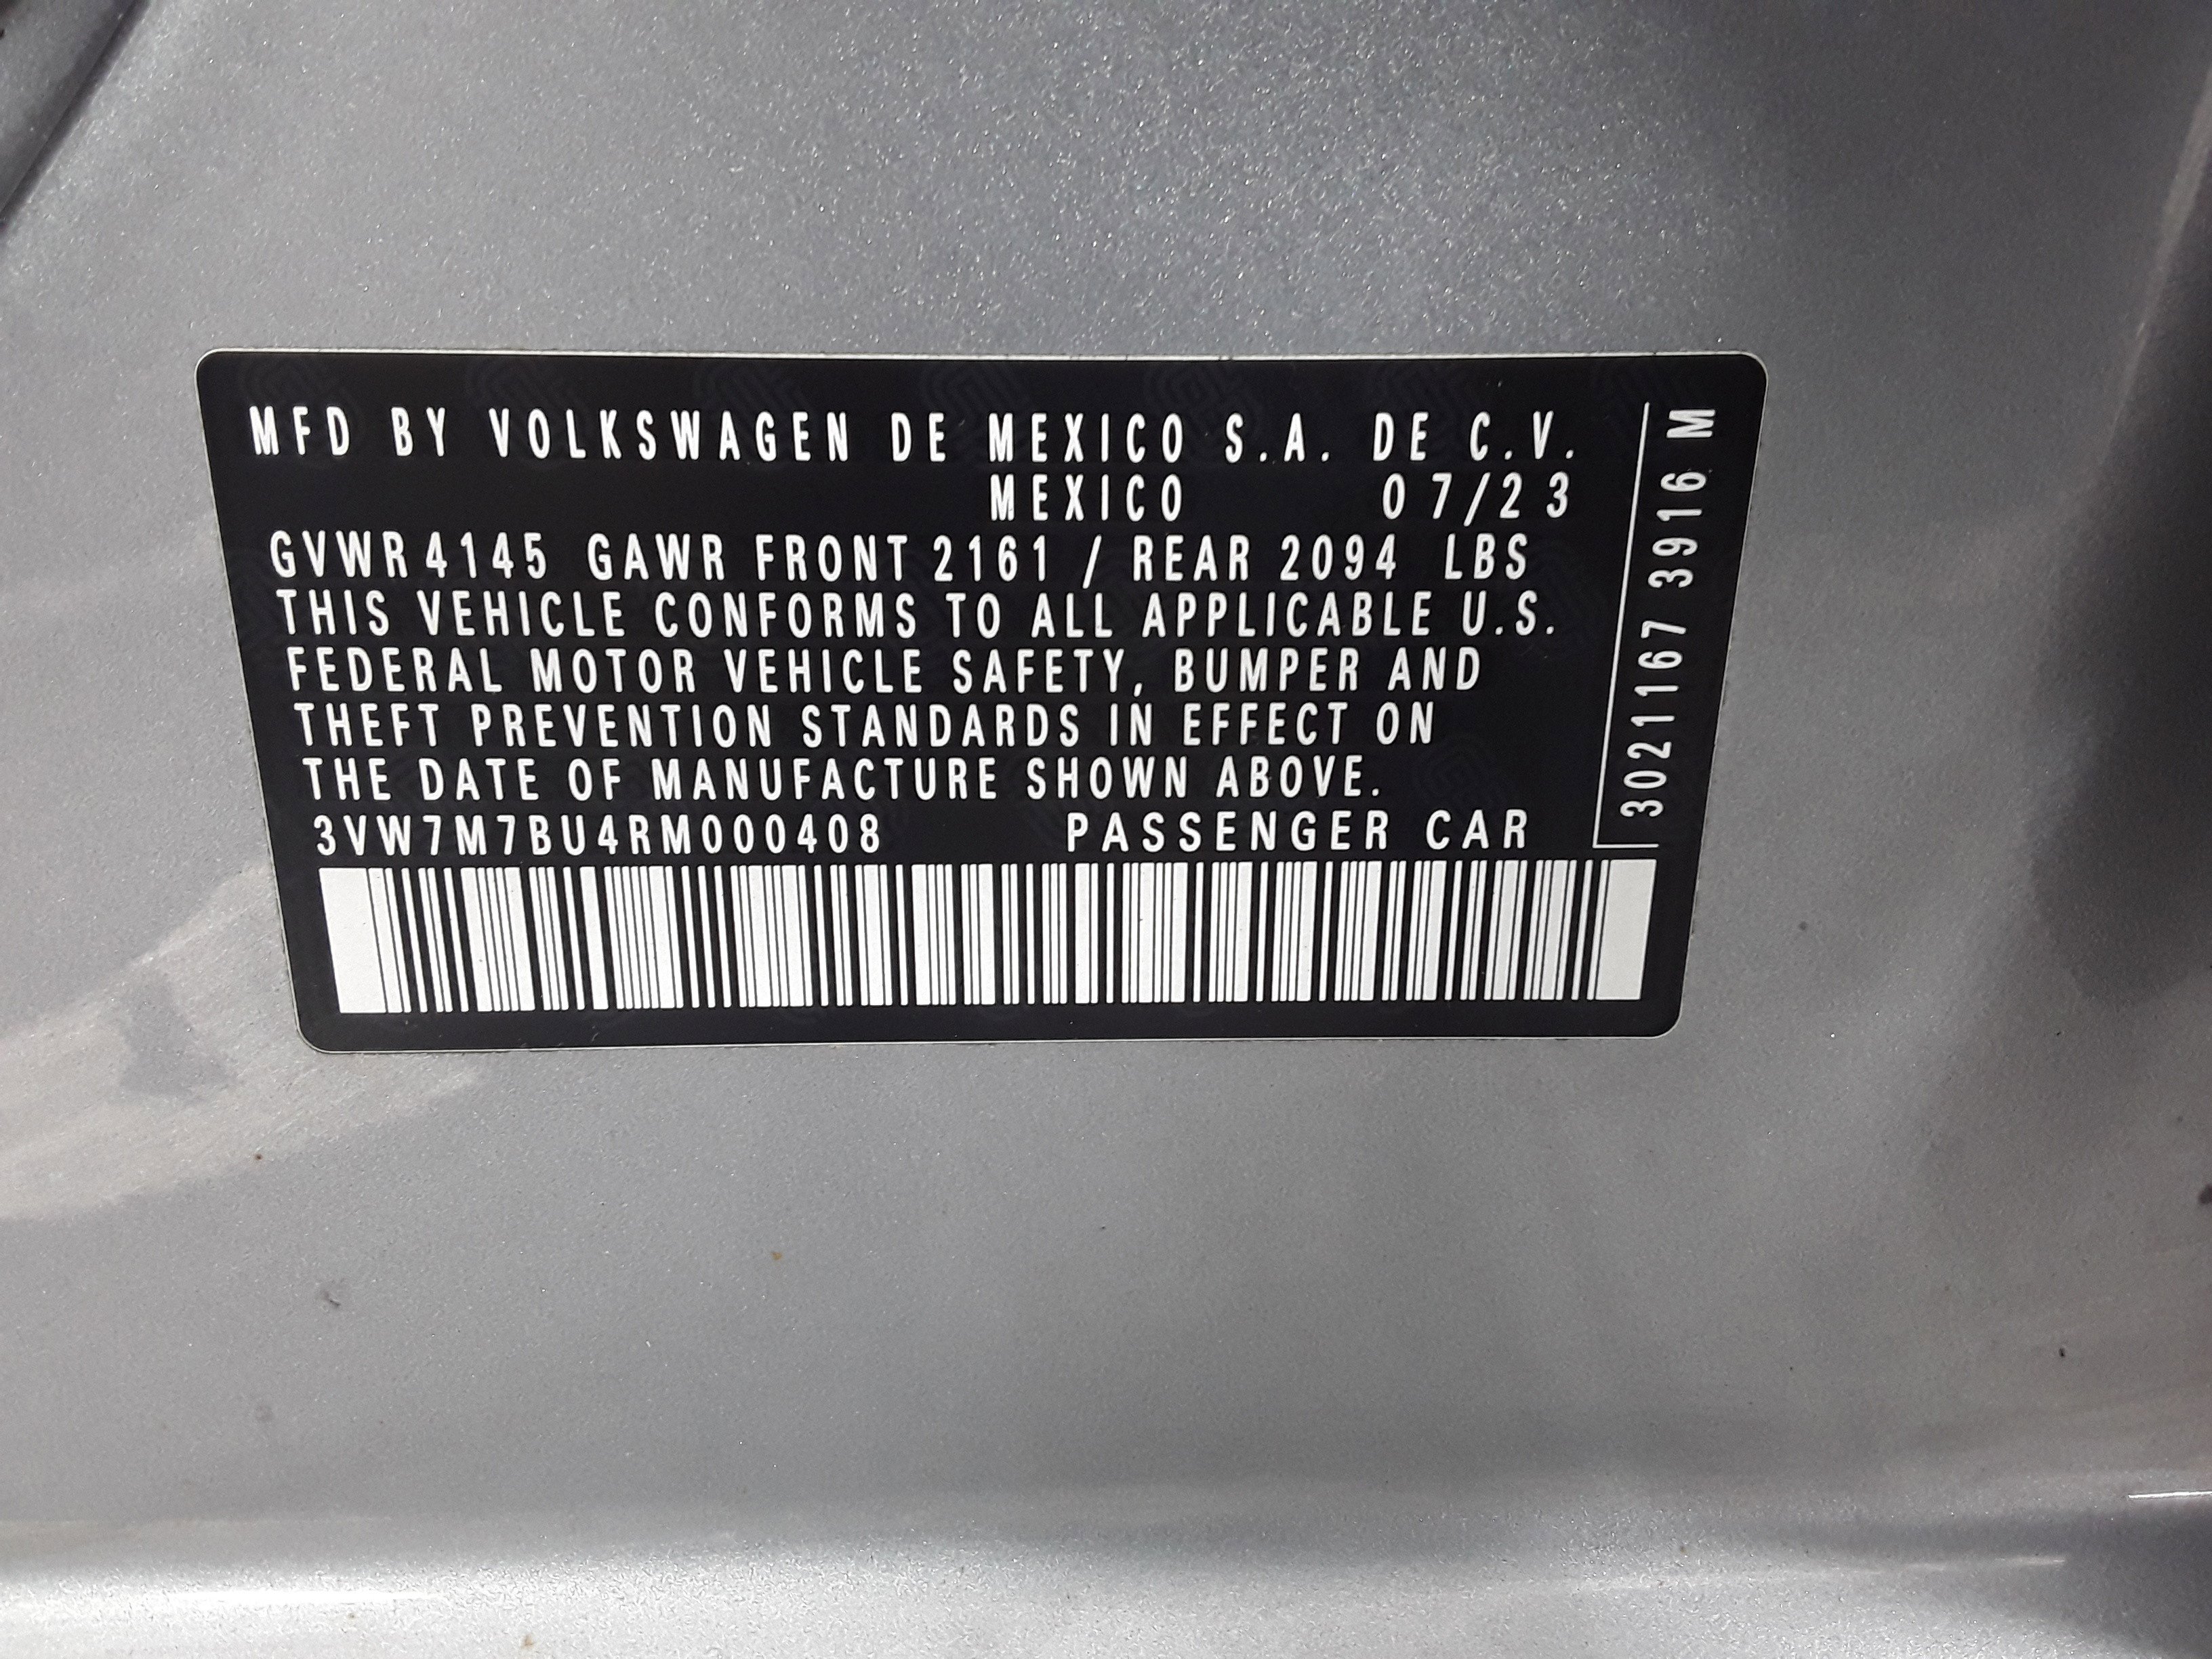 MFD BY VOLKSWAGEN DE MEXICO S.A. DE C.V.
MEXICO 07/23
GVWR 4145 GAWR FRONT 2161 / REAR 2094 LBS
THIS VEHICLE CONFORMS TO ALL APPLICABLE U.S.
FEDERAL MOTOR VEHICLE SAFETY, BUMPER AND
THEFT PREVENTION STANDARDS IN EFFECT ON
THE DATE OF MANUFACTURE SHOWN ABOVE.
3VW7M7BU4RM000408 PASSENGER CAR
3021167 3916 M